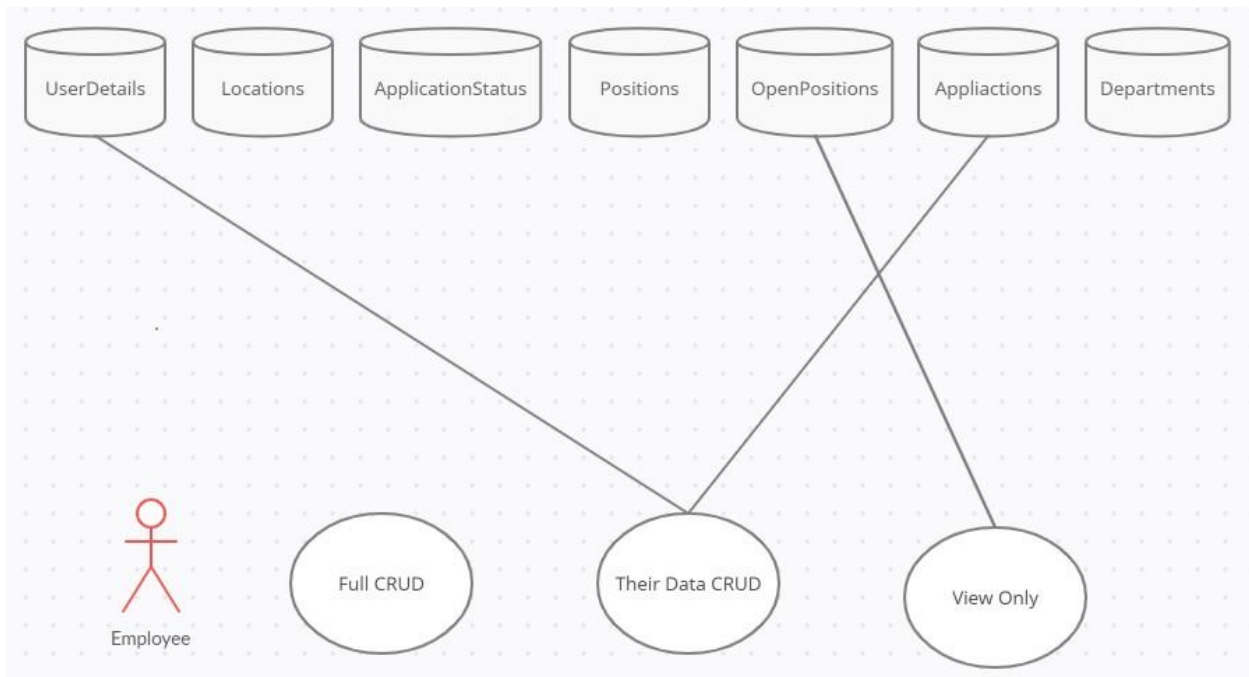 UserDetails
Locations
ApplicationStatus
Positions
OpenPositions
Appliactions
Departments
Full CRUD
Their Data CRUD
View Only
Employee